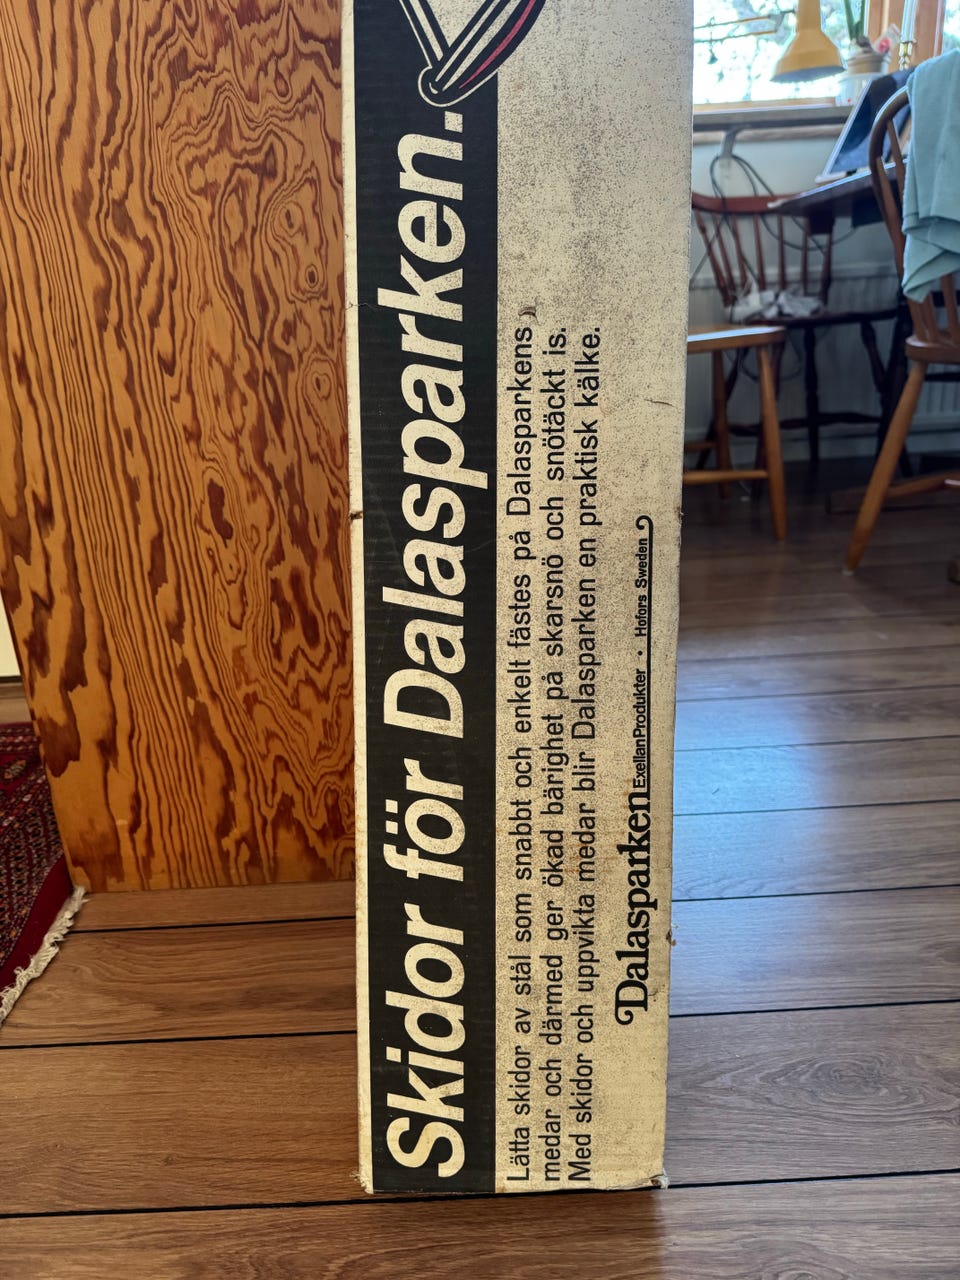 Skidor för Dalasparken.
Lätta skidor av stål som snabbt och enkelt fästes på Dalasparkens
medar och därmed ger ökad bärighet på skarsnö och snötäckt is.
Med skidor och uppvikta medar blir Dalasparken en praktisk kälke.
Dalasparken ExellanProdukter • Hofors Sweden